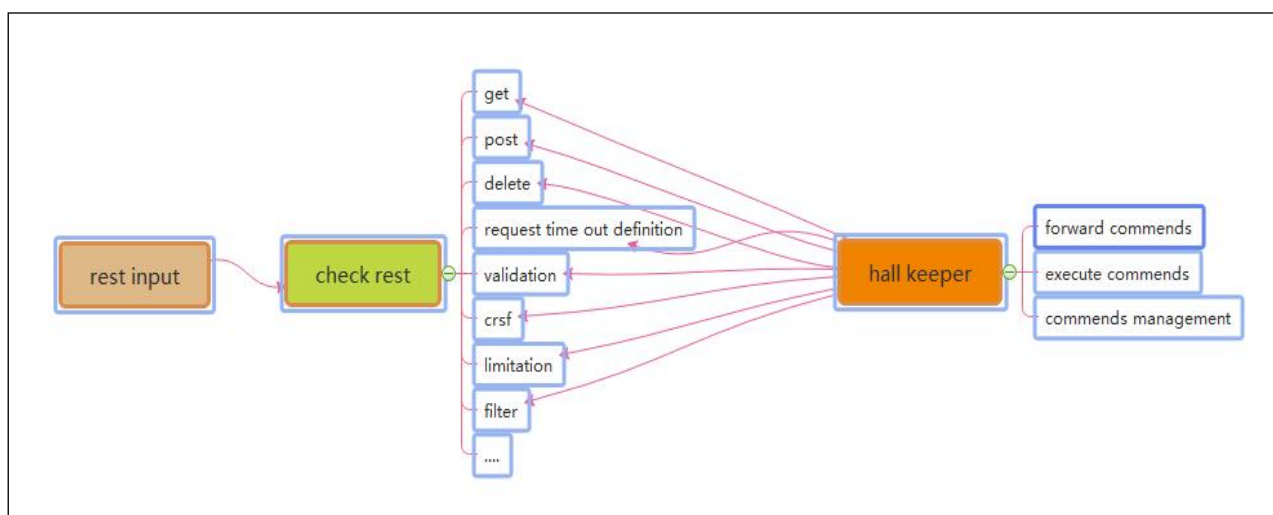 rest input
check rest
get
post
delete
request time out definition
validation
crsf
limitation
filter
....
hall keeper
forward commends
execute commends
commends management